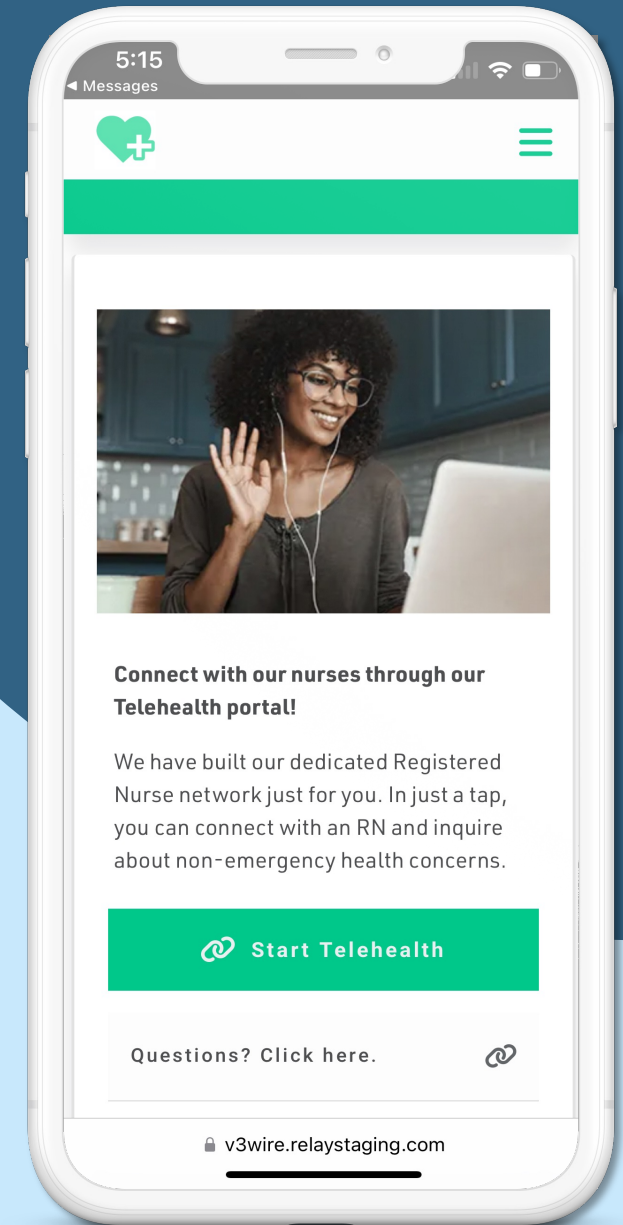 5:15
◀ Messages
Connect with our nurses through our
Telehealth portal!
We have built our dedicated Registered
Nurse network just for you. In just a tap,
you can connect with an RN and inquire
about non-emergency health concerns.
Start Telehealth
Questions? Click here.
v3wire.relaystaging.com